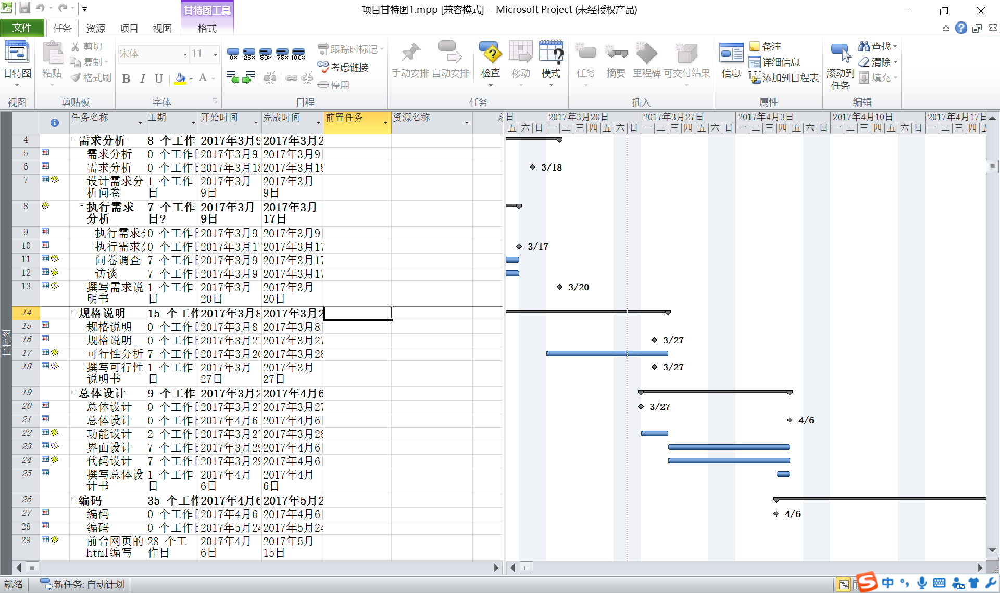 甘特图工具
项目甘特图1.mpp [兼容模式] - Microsoft Project (未经授权产品)
文件 任务 资源 项目 视图 格式
甘特图
视图
粘贴
剪切
复制
格式刷
剪贴板
宋体 11
B I U A
字体
0% 25% 50% 75% 100%
跟踪时标记
考虑链接
停用
日程
手动安排 自动安排 检查 移动 模式
任务
任务 摘要 里程碑 可交付结果
插入
信息
备注
详细信息
添加到日程表
属性
滚动到
任务
查找
清除
填充
编辑
任务名称 工期 开始时间 完成时间 前置任务 资源名称
日 2017年3月20日 2017年3月27日 2017年4月3日 2017年4月10日 2017年4月17日
五 六 日 一 二 三 四 五 六 日 一 二 三 四 五 六 日 一 二 三 四 五 六 日 一 二 三 四 五 六 日 一 二 三 四 五
4 需求分析 8 个工作 2017年3月9 2017年3月2
5 需求分析 0 个工作日 2017年3月9 2017年3月9
6 需求分析 0 个工作日 2017年3月18 2017年3月18 3/18
7 设计需求分析问卷 1 个工作日 2017年3月9日 2017年3月9日
8 执行需求分析 7 个工作日? 2017年3月9日 2017年3月17日
9 执行需求分 0 个工作日 2017年3月9 2017年3月9
10 执行需求分 0 个工作日 2017年3月17 2017年3月17 3/17
11 问卷调查 7 个工作日 2017年3月9 2017年3月17
12 访谈 7 个工作日 2017年3月9 2017年3月17
13 撰写需求说明书 1 个工作日 2017年3月20日 2017年3月20日 3/20
14 规格说明 15 个工作 2017年3月8 2017年3月2
15 规格说明 0 个工作日 2017年3月8 2017年3月8
16 规格说明 0 个工作日 2017年3月27 2017年3月27 3/27
17 可行性分析 7 个工作日 2017年3月20 2017年3月28
18 撰写可行性说明书 1 个工作日 2017年3月27日 2017年3月27日 3/27
19 总体设计 9 个工作 2017年3月2 2017年4月6
20 总体设计 0 个工作日 2017年3月27 2017年3月27 3/27
21 总体设计 0 个工作日 2017年4月6 2017年4月6 4/6
22 功能设计 2 个工作日 2017年3月27 2017年3月28
23 界面设计 7 个工作日 2017年3月29 2017年4月6
24 代码设计 7 个工作日 2017年3月29 2017年4月6
25 撰写总体设计书 1 个工作日 2017年4月6日 2017年4月6日
26 编码 35 个工作 2017年4月6 2017年5月2
27 编码 0 个工作日 2017年4月6 2017年4月6 4/6
28 编码 0 个工作日 2017年5月24 2017年5月24
29 前台网页的html编写 28 个工作日 2017年4月6日 2017年5月15日
甘特图
就绪 新任务: 自动计划
中
15